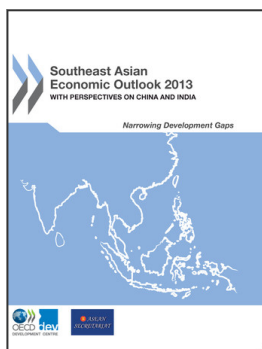 Southeast Asian
Economic Outlook 2013
WITH PERSPECTIVES ON CHINA AND INDIA
Narrowing Development Gaps
OECD
DEVELOPMENT CENTRE
dev
ASEAN
SECRETARIAT